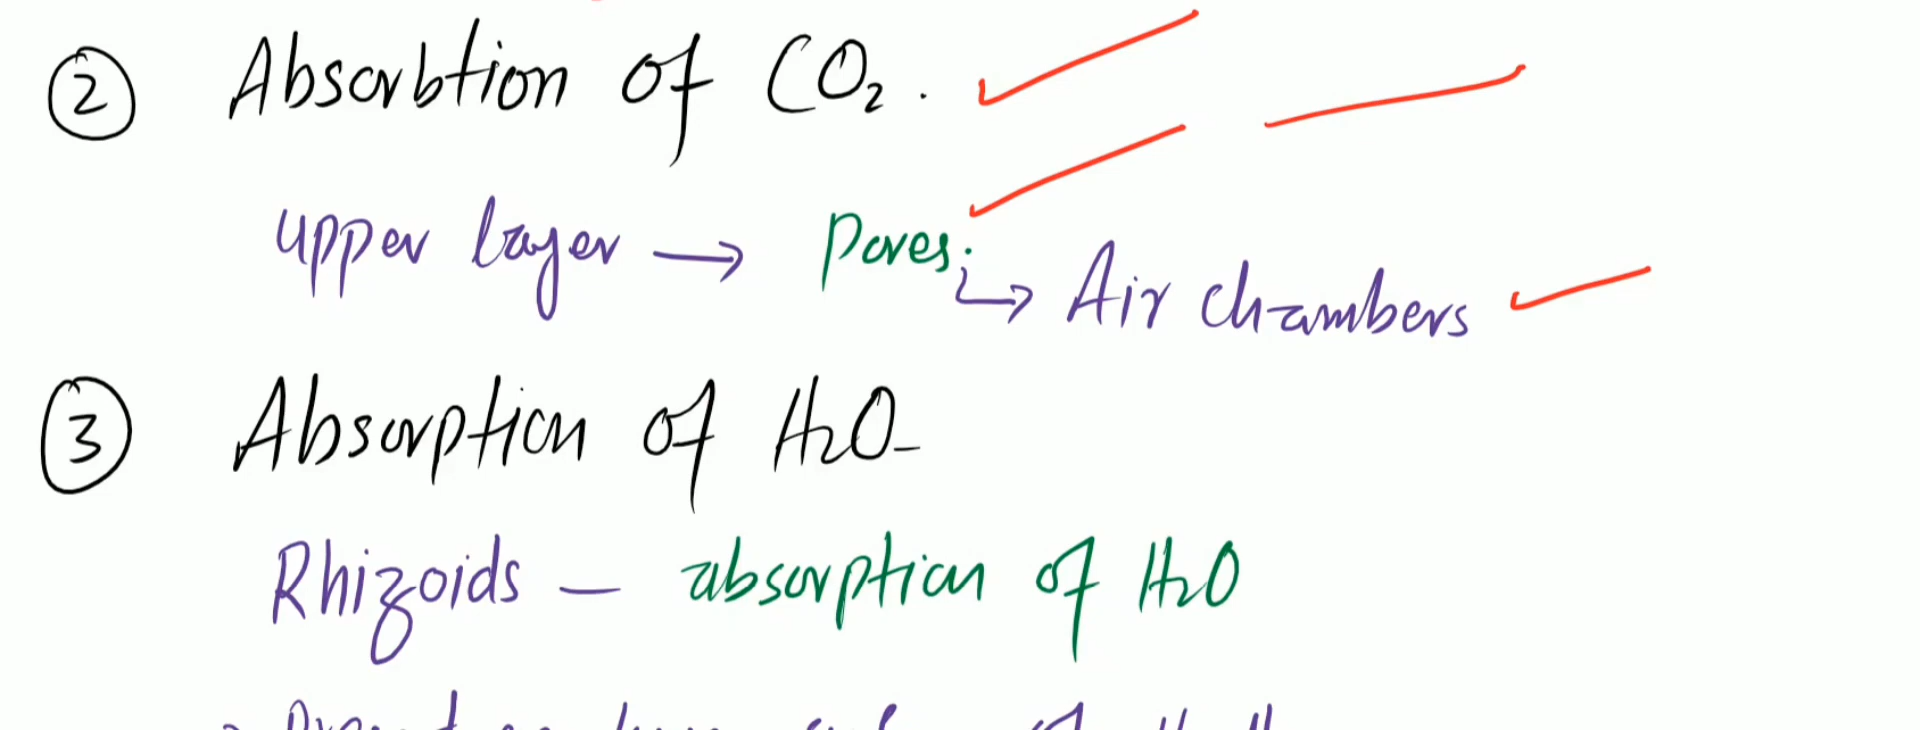 ② Absorbtion of CO₂.
upper layer → Pores.
↳ Air chambers
③ Absorption of H₂O-
Rhizoids — absorption of H₂O